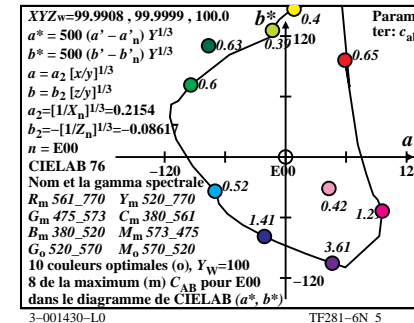 XYZw=99.9908 , 99.9999 , 100.0
a* = 500 (a' - a'n) Y1/3
b* = 500 (b' - b'n) Y1/3
a = a2 [x/y]1/3
b = b2 [z/y]1/3
a2=[1/Xn]1/3=0.2154
b2=-[1/Zn]1/3=-0.08617
n = E00
CIELAB 76
Nom et la gamma spectrale
Rm 561_770 Ym 520_770
Gm 475_573 Cm 380_561
Bm 380_520 Mm 573_475
Go 520_570 Mo 570_520
10 couleurs optimales (o), YW=100
8 de la maximum (m) CAB pour E00
dans le diagramme de CIELAB (a*, b*)
b*
120
0.4
0.39
0.63
0.65
0.6
Param
ter: cab
a
-120
E00
12
0.52
0.42
1.2
1.41
3.61
-120
3-001430-L0
TF281-6N 5